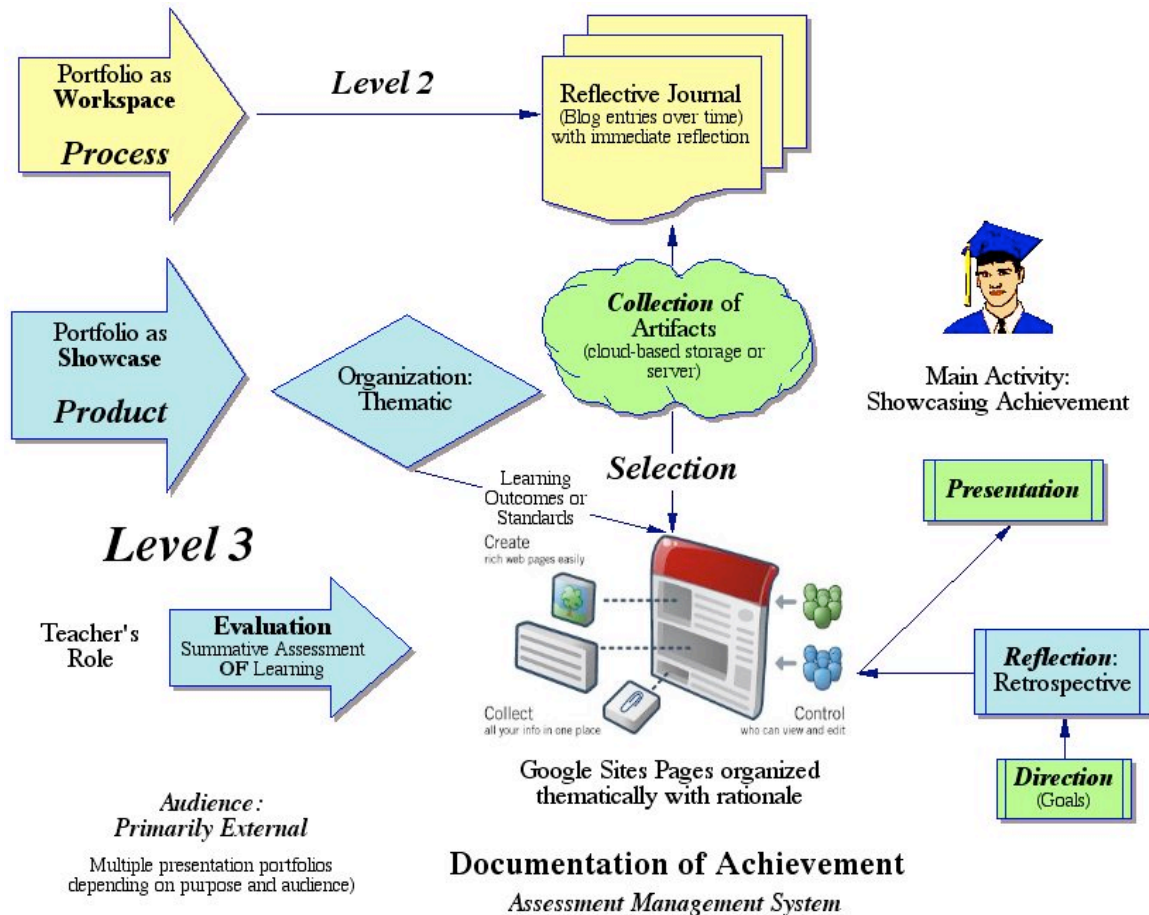 Portfolio as
Workspace
Process
Level 2
Reflective Journal
(Blog entries over time)
with immediate reflection
Portfolio as
Showcase
Product
Organization:
Thematic
Collection of
Artifacts
(cloud-based storage or
server)
Main Activity:
Showcasing Achievement
Selection
Learning
Outcomes or
Standards
Presentation
Level 3
Create
rich web pages easily
Teacher's
Role
Evaluation
Summative Assessment
OF Learning
Reflection:
Retrospective
Collect
all your info in one place
Control
who can view and edit
Google Sites Pages organized
thematically with rationale
Direction
(Goals)
Audience:
Primarily External
Multiple presentation portfolios
depending on purpose and audience)
Documentation of Achievement
Assessment Management System